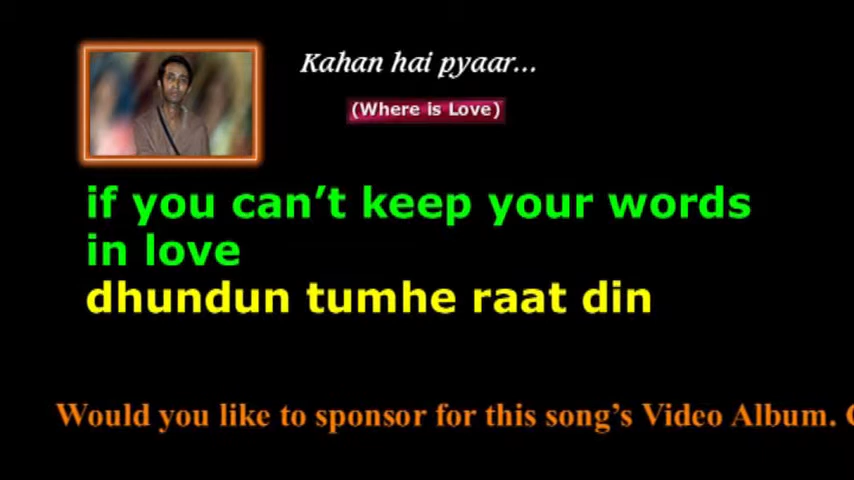 Kahan hai pyaar...
(Where is Love)
if you can’t keep your words
in love
dhundun tumhe raat din
Would you like to sponsor for this song’s Video Album.